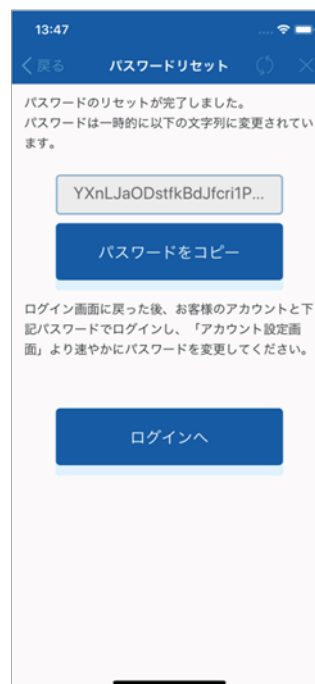 13:47
戻る パスワードリセット
パスワードのリセットが完了しました。
パスワードは一時的に以下の文字列に変更されてい
ます。
YXnLJaODstfkBdJfcri1P...
パスワードをコピー
ログイン画面に戻った後、お客様のアカウントと下
記パスワードでログインし、「アカウント設定画
面」より速やかにパスワードを変更してください。
ログインへ